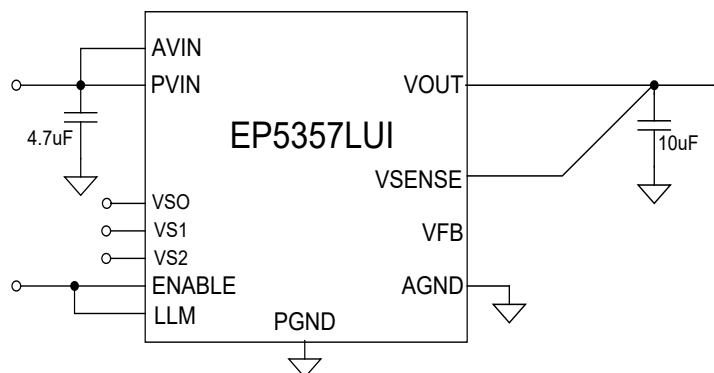 AVIN
PVIN
VOUT
4.7uF
EP5357LUI
10uF
VSENSE
VSO
VS1
VFB
VS2
ENABLE
AGND
LLM
PGND